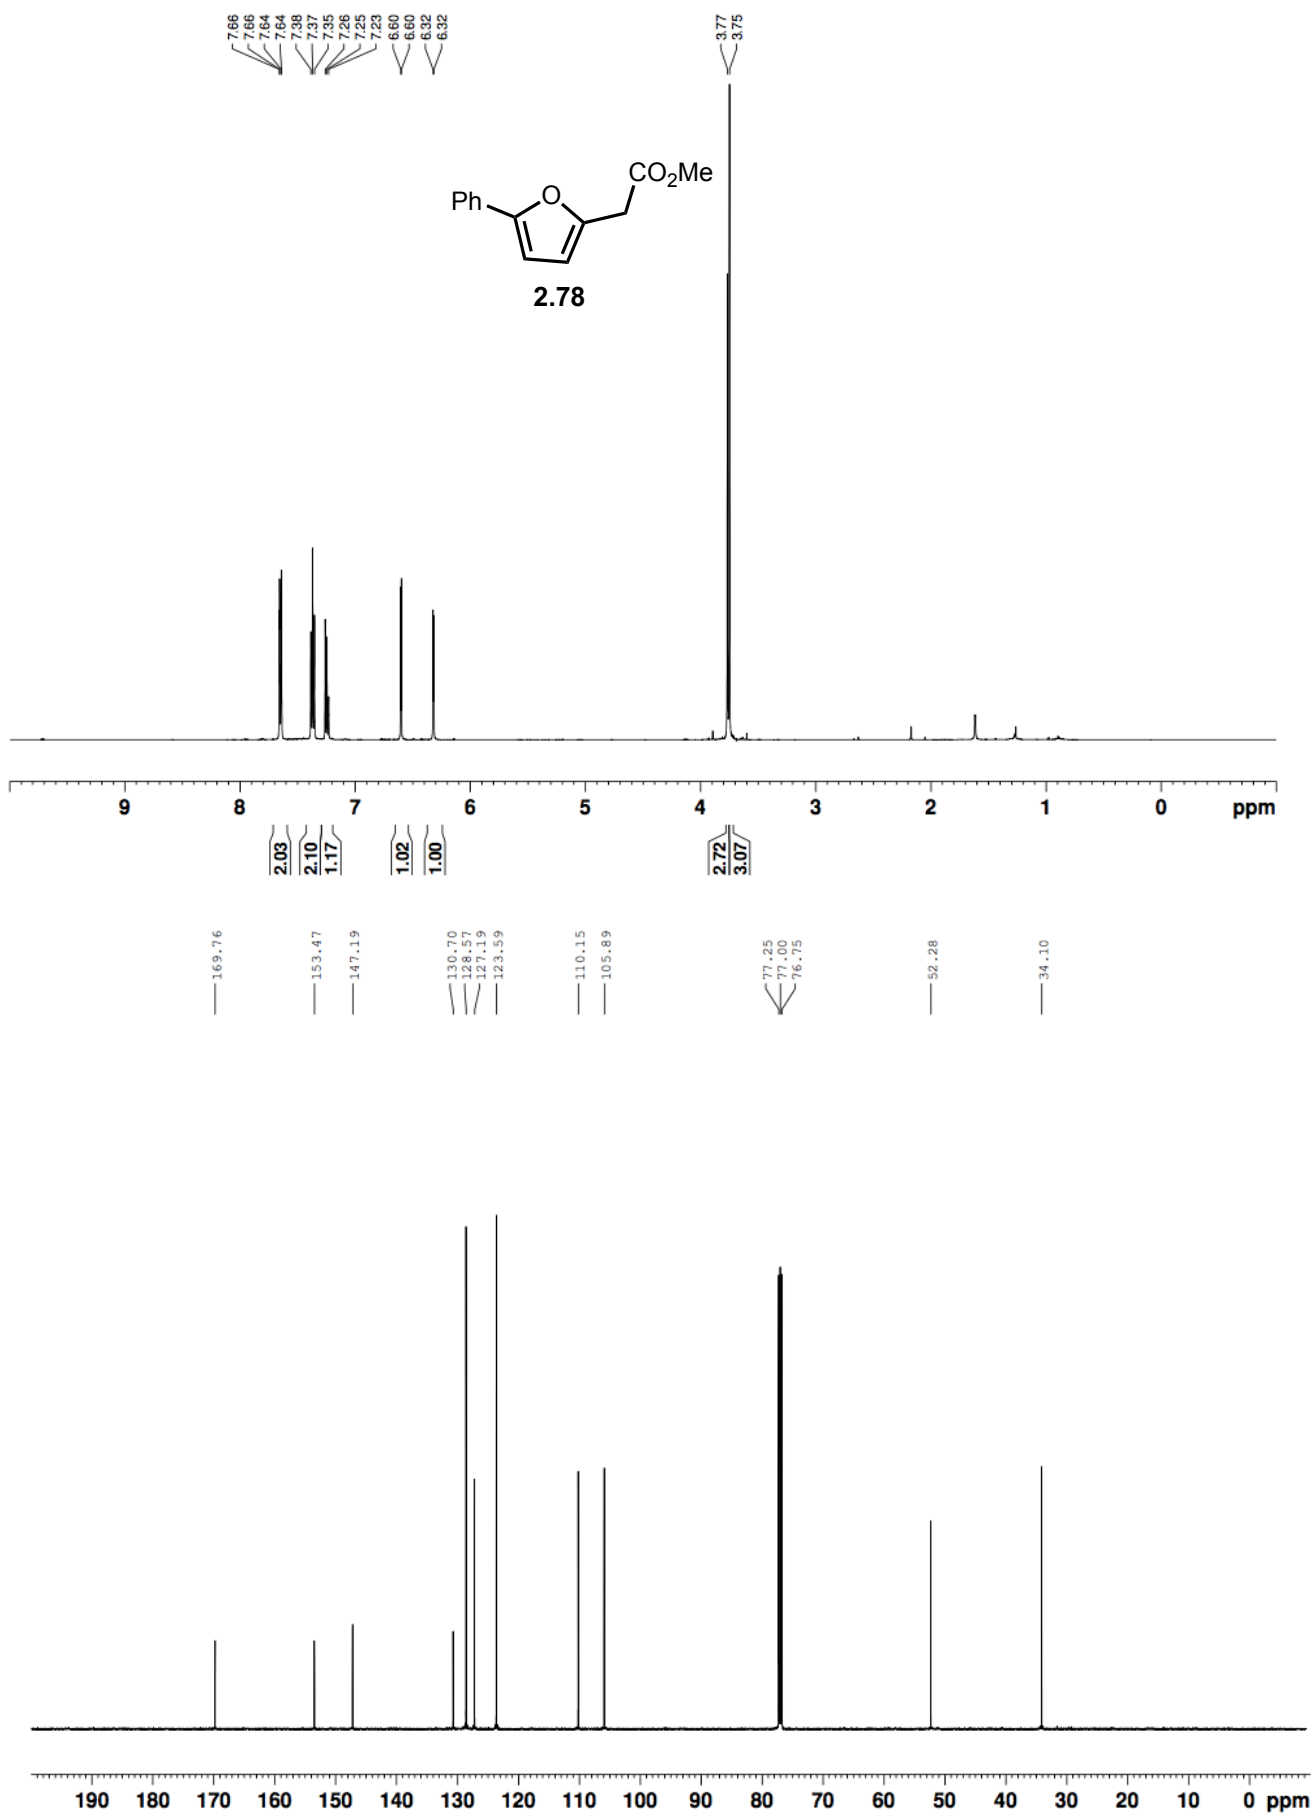 7.66 7.66 7.64 7.64 7.38 7.37 7.35 7.26 7.25 7.23 6.60 6.60 6.32 6.32 3.77 3.75
CO2Me
Ph O
2.78
9 8 7 6 5 4 3 2 1 0 ppm
2.03 2.10 1.17 1.02 1.00 2.72 3.07
169.76 153.47 147.19 130.70 128.57 127.19 123.59 110.15 105.89 77.25 77.00 76.75 52.28 34.10
190 180 170 160 150 140 130 120 110 100 90 80 70 60 50 40 30 20 10 0 ppm